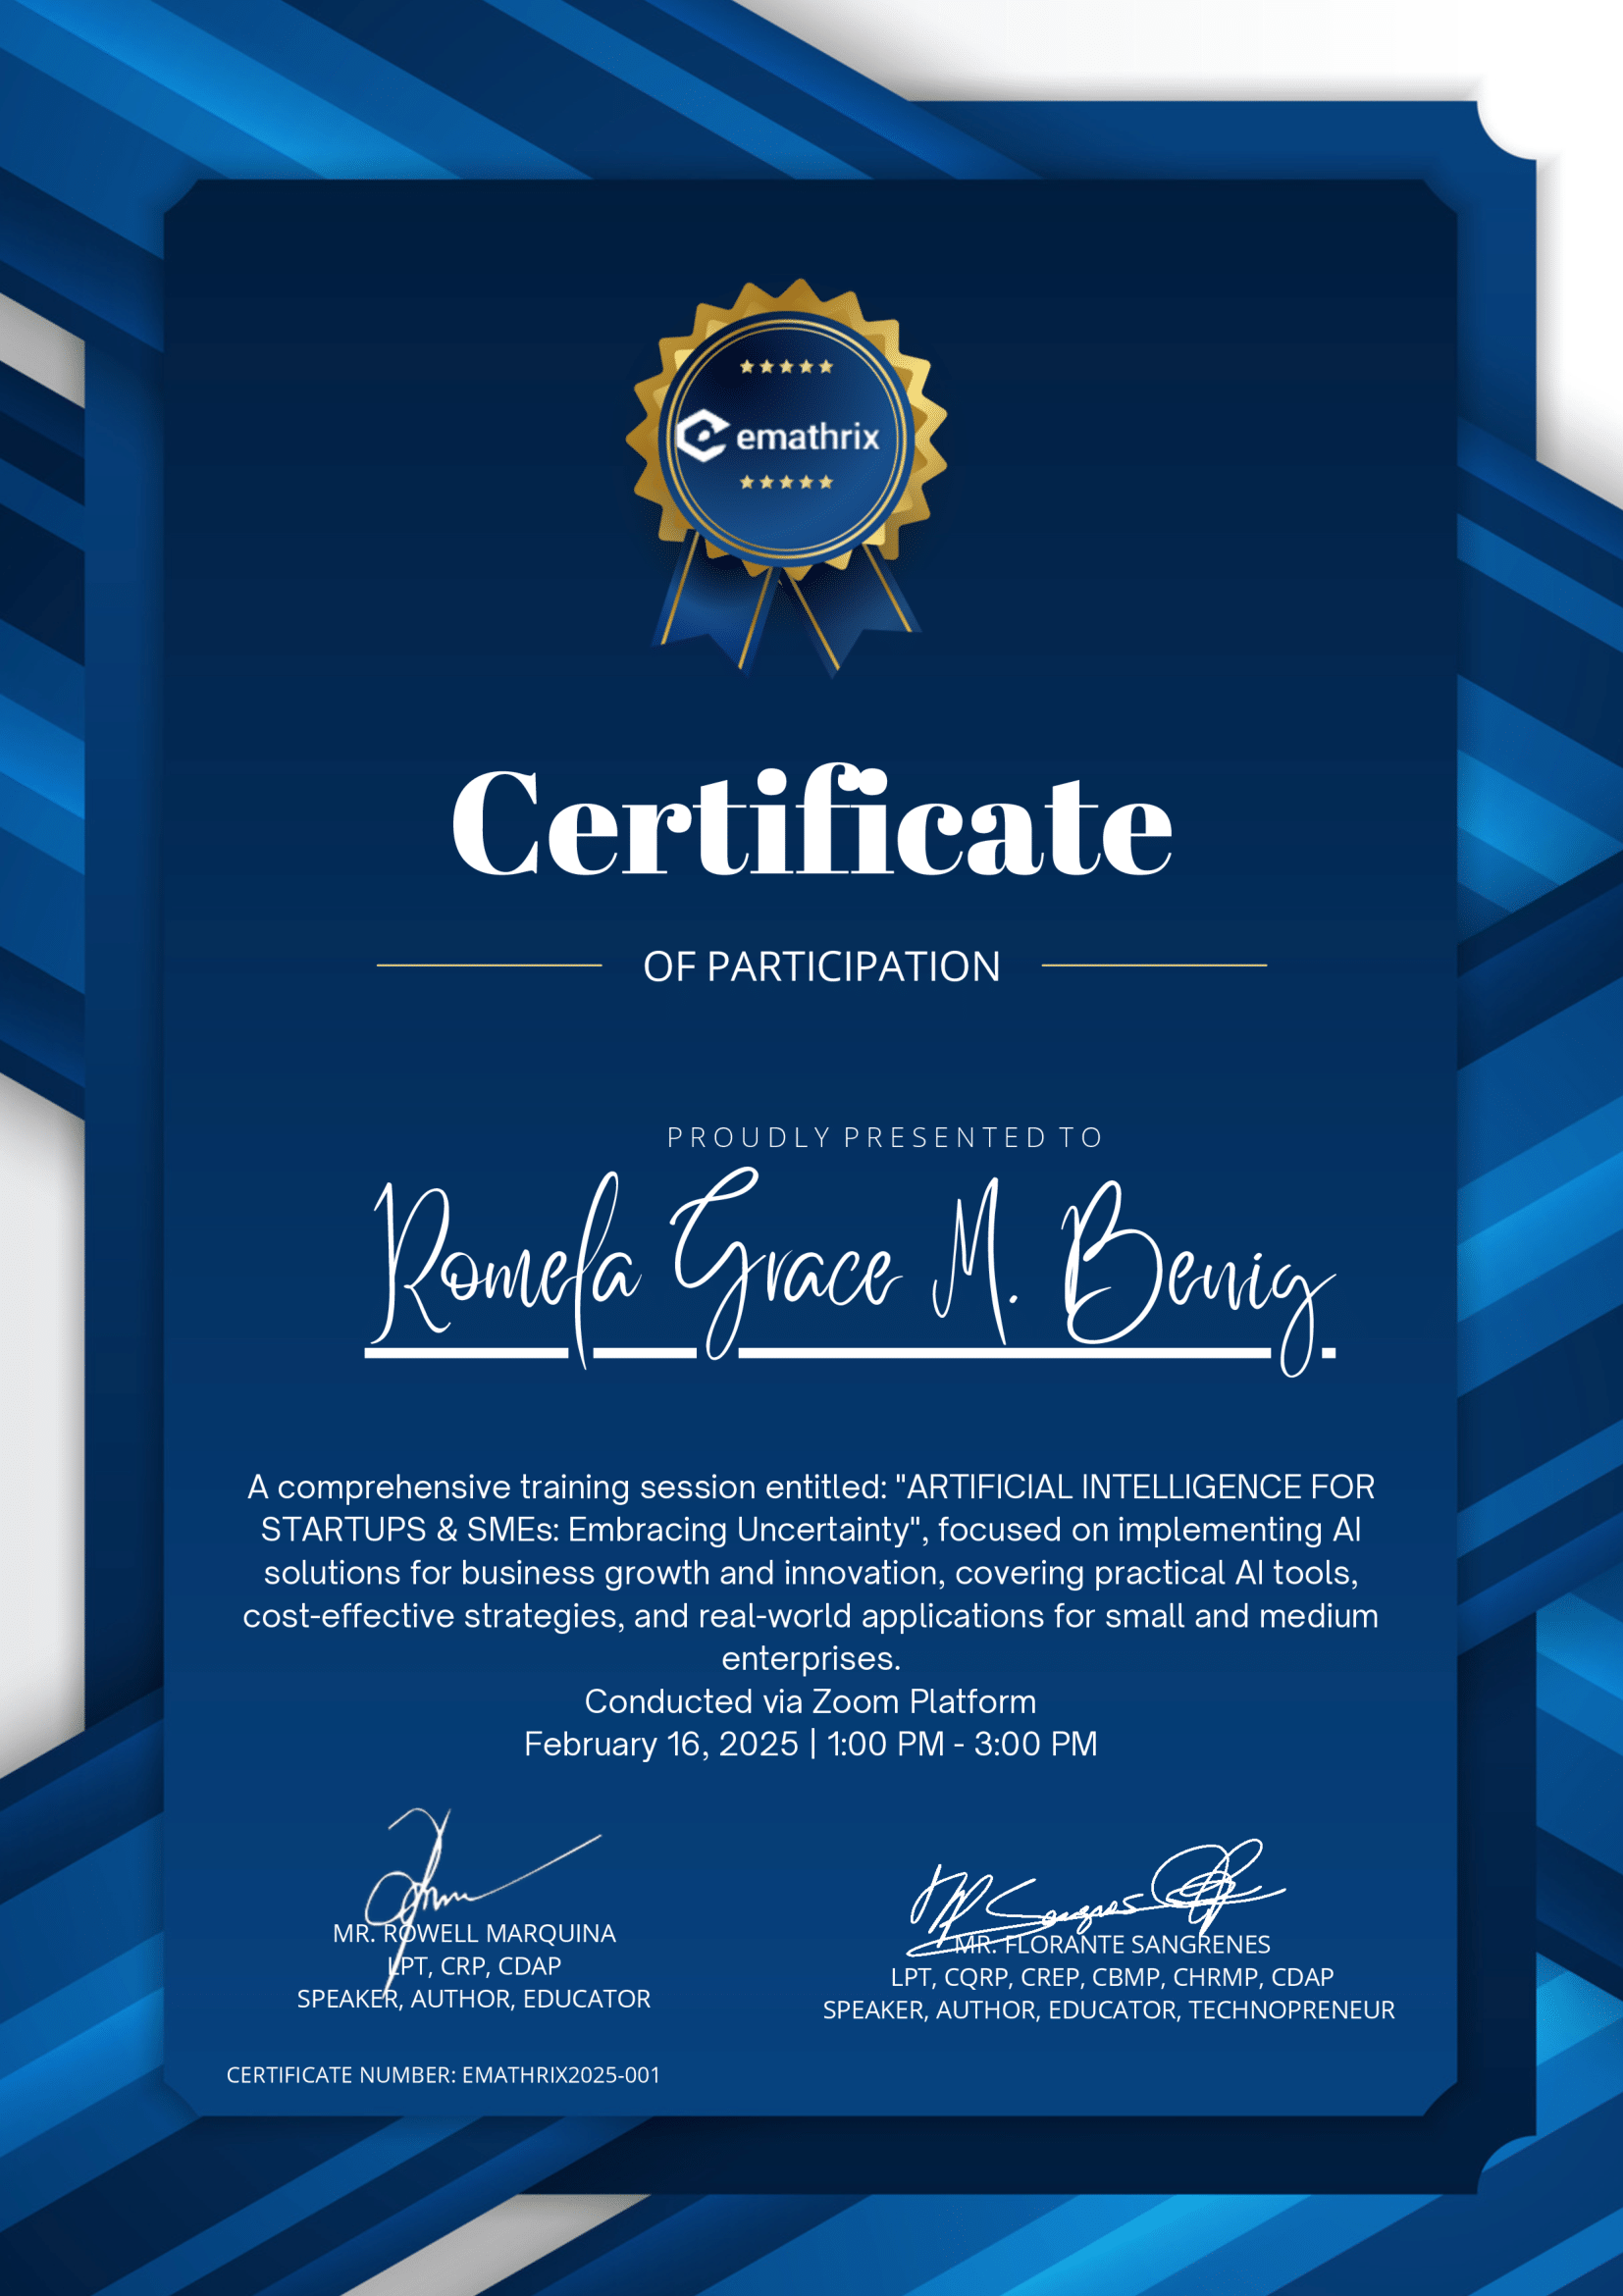 emathrix
Certificate
OF PARTICIPATION
PROUDLY PRESENTED TO
Romela Grace M. Benig
A comprehensive training session entitled: "ARTIFICIAL INTELLIGENCE FOR
STARTUPS & SMEs: Embracing Uncertainty", focused on implementing AI
solutions for business growth and innovation, covering practical AI tools,
cost-effective strategies, and real-world applications for small and medium
enterprises.
Conducted via Zoom Platform
February 16, 2025 | 1:00 PM - 3:00 PM
MR. ROWELL MARQUINA
LPT, CRP, CDAP
SPEAKER, AUTHOR, EDUCATOR
MR. FLORANTE SANGRENES
LPT, CQRP, CREP, CBMP, CHRMP, CDAP
SPEAKER, AUTHOR, EDUCATOR, TECHNOPRENEUR
CERTIFICATE NUMBER: EMATHRIX2025-001